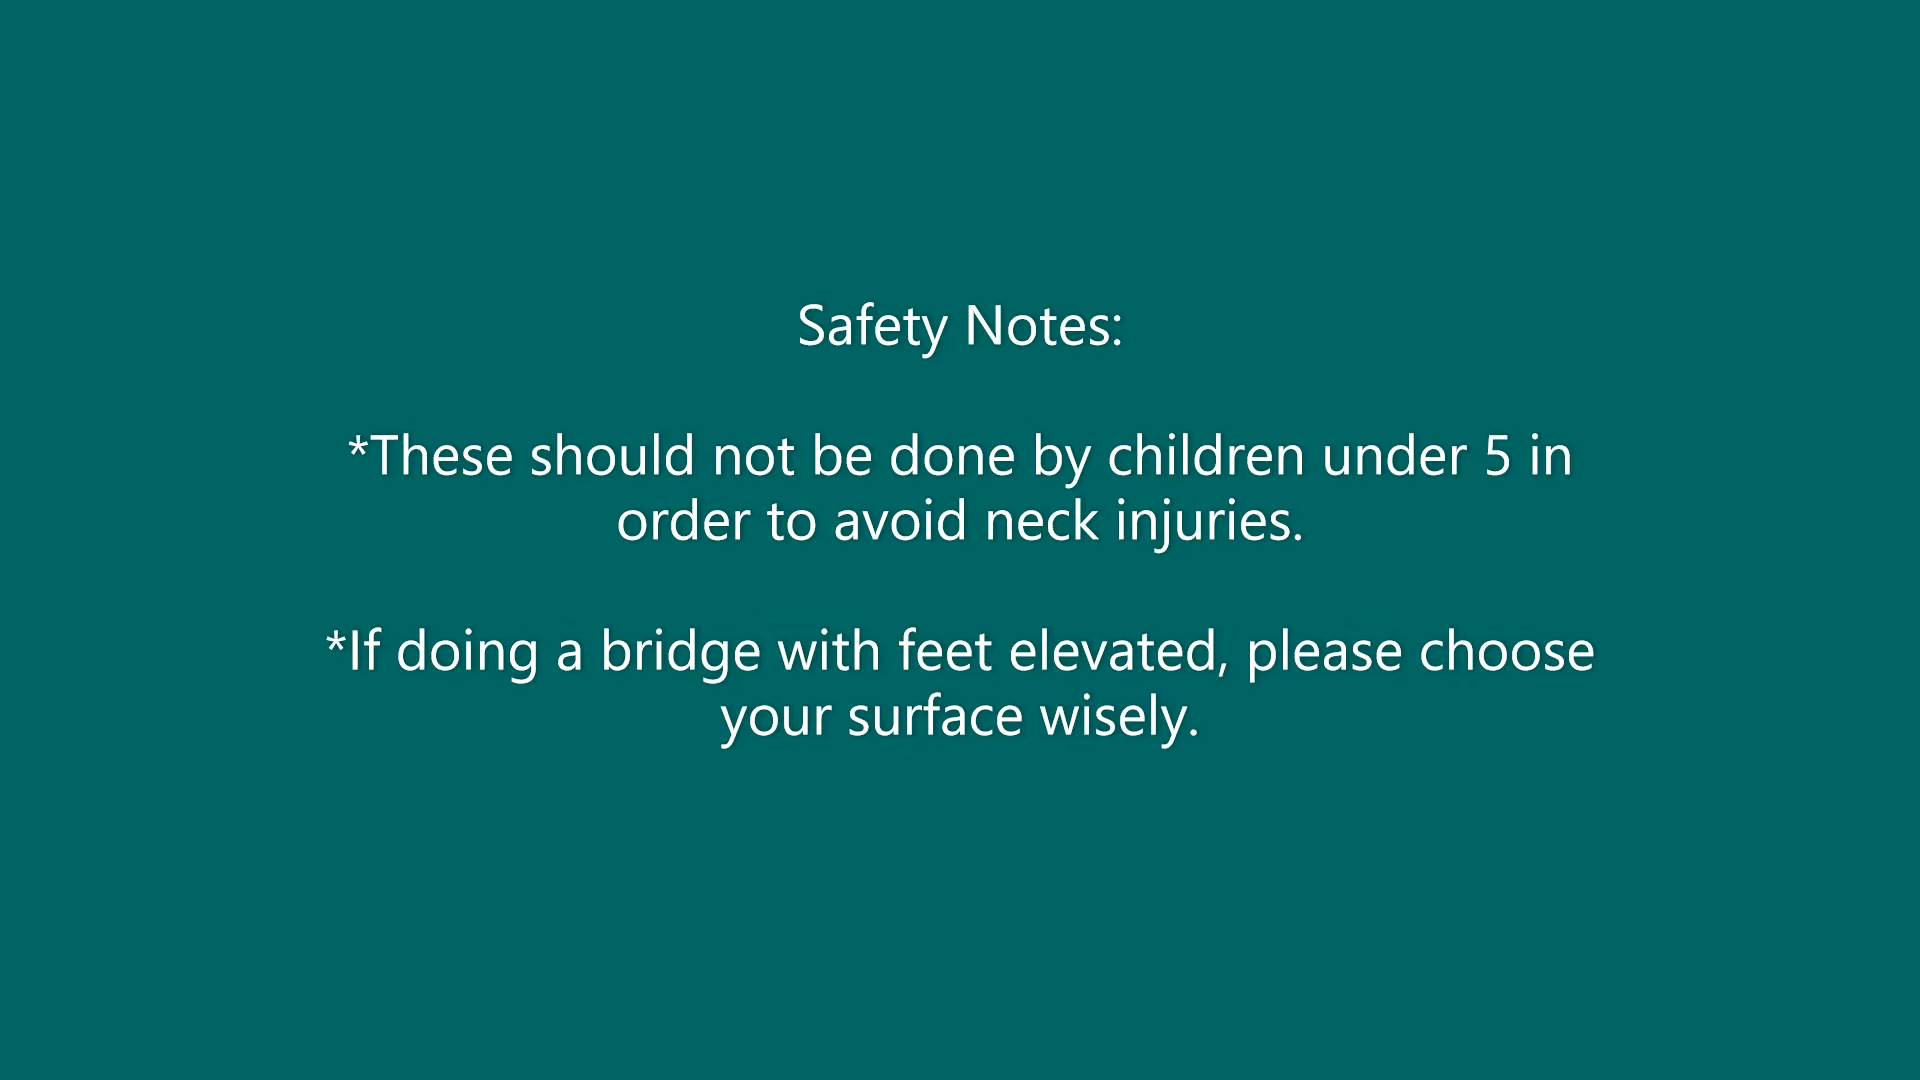 Safety Notes:
*These should not be done by children under 5 in
order to avoid neck injuries.
*If doing a bridge with feet elevated, please choose
your surface wisely.